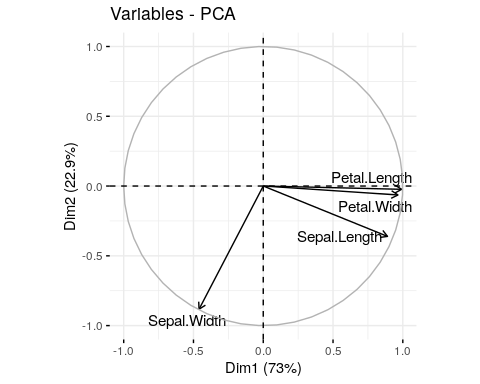 Variables - PCA
1.0
0.5
0.0
-0.5
-1.0
Dim2 (22.9%)
Petal.Length
Petal.Width
Sepal.Length
Sepal.Width
-1.0 -0.5 0.0 0.5 1.0
Dim1 (73%)